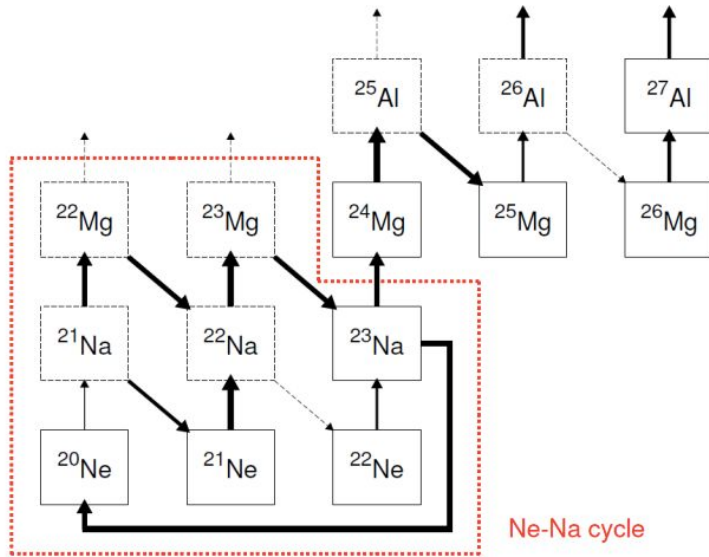 ²⁵Al ²⁶Al ²⁷Al
²²Mg ²³Mg ²⁴Mg ²⁵Mg ²⁶Mg
²¹Na ²²Na ²³Na
²⁰Ne ²¹Ne ²²Ne
Ne-Na cycle